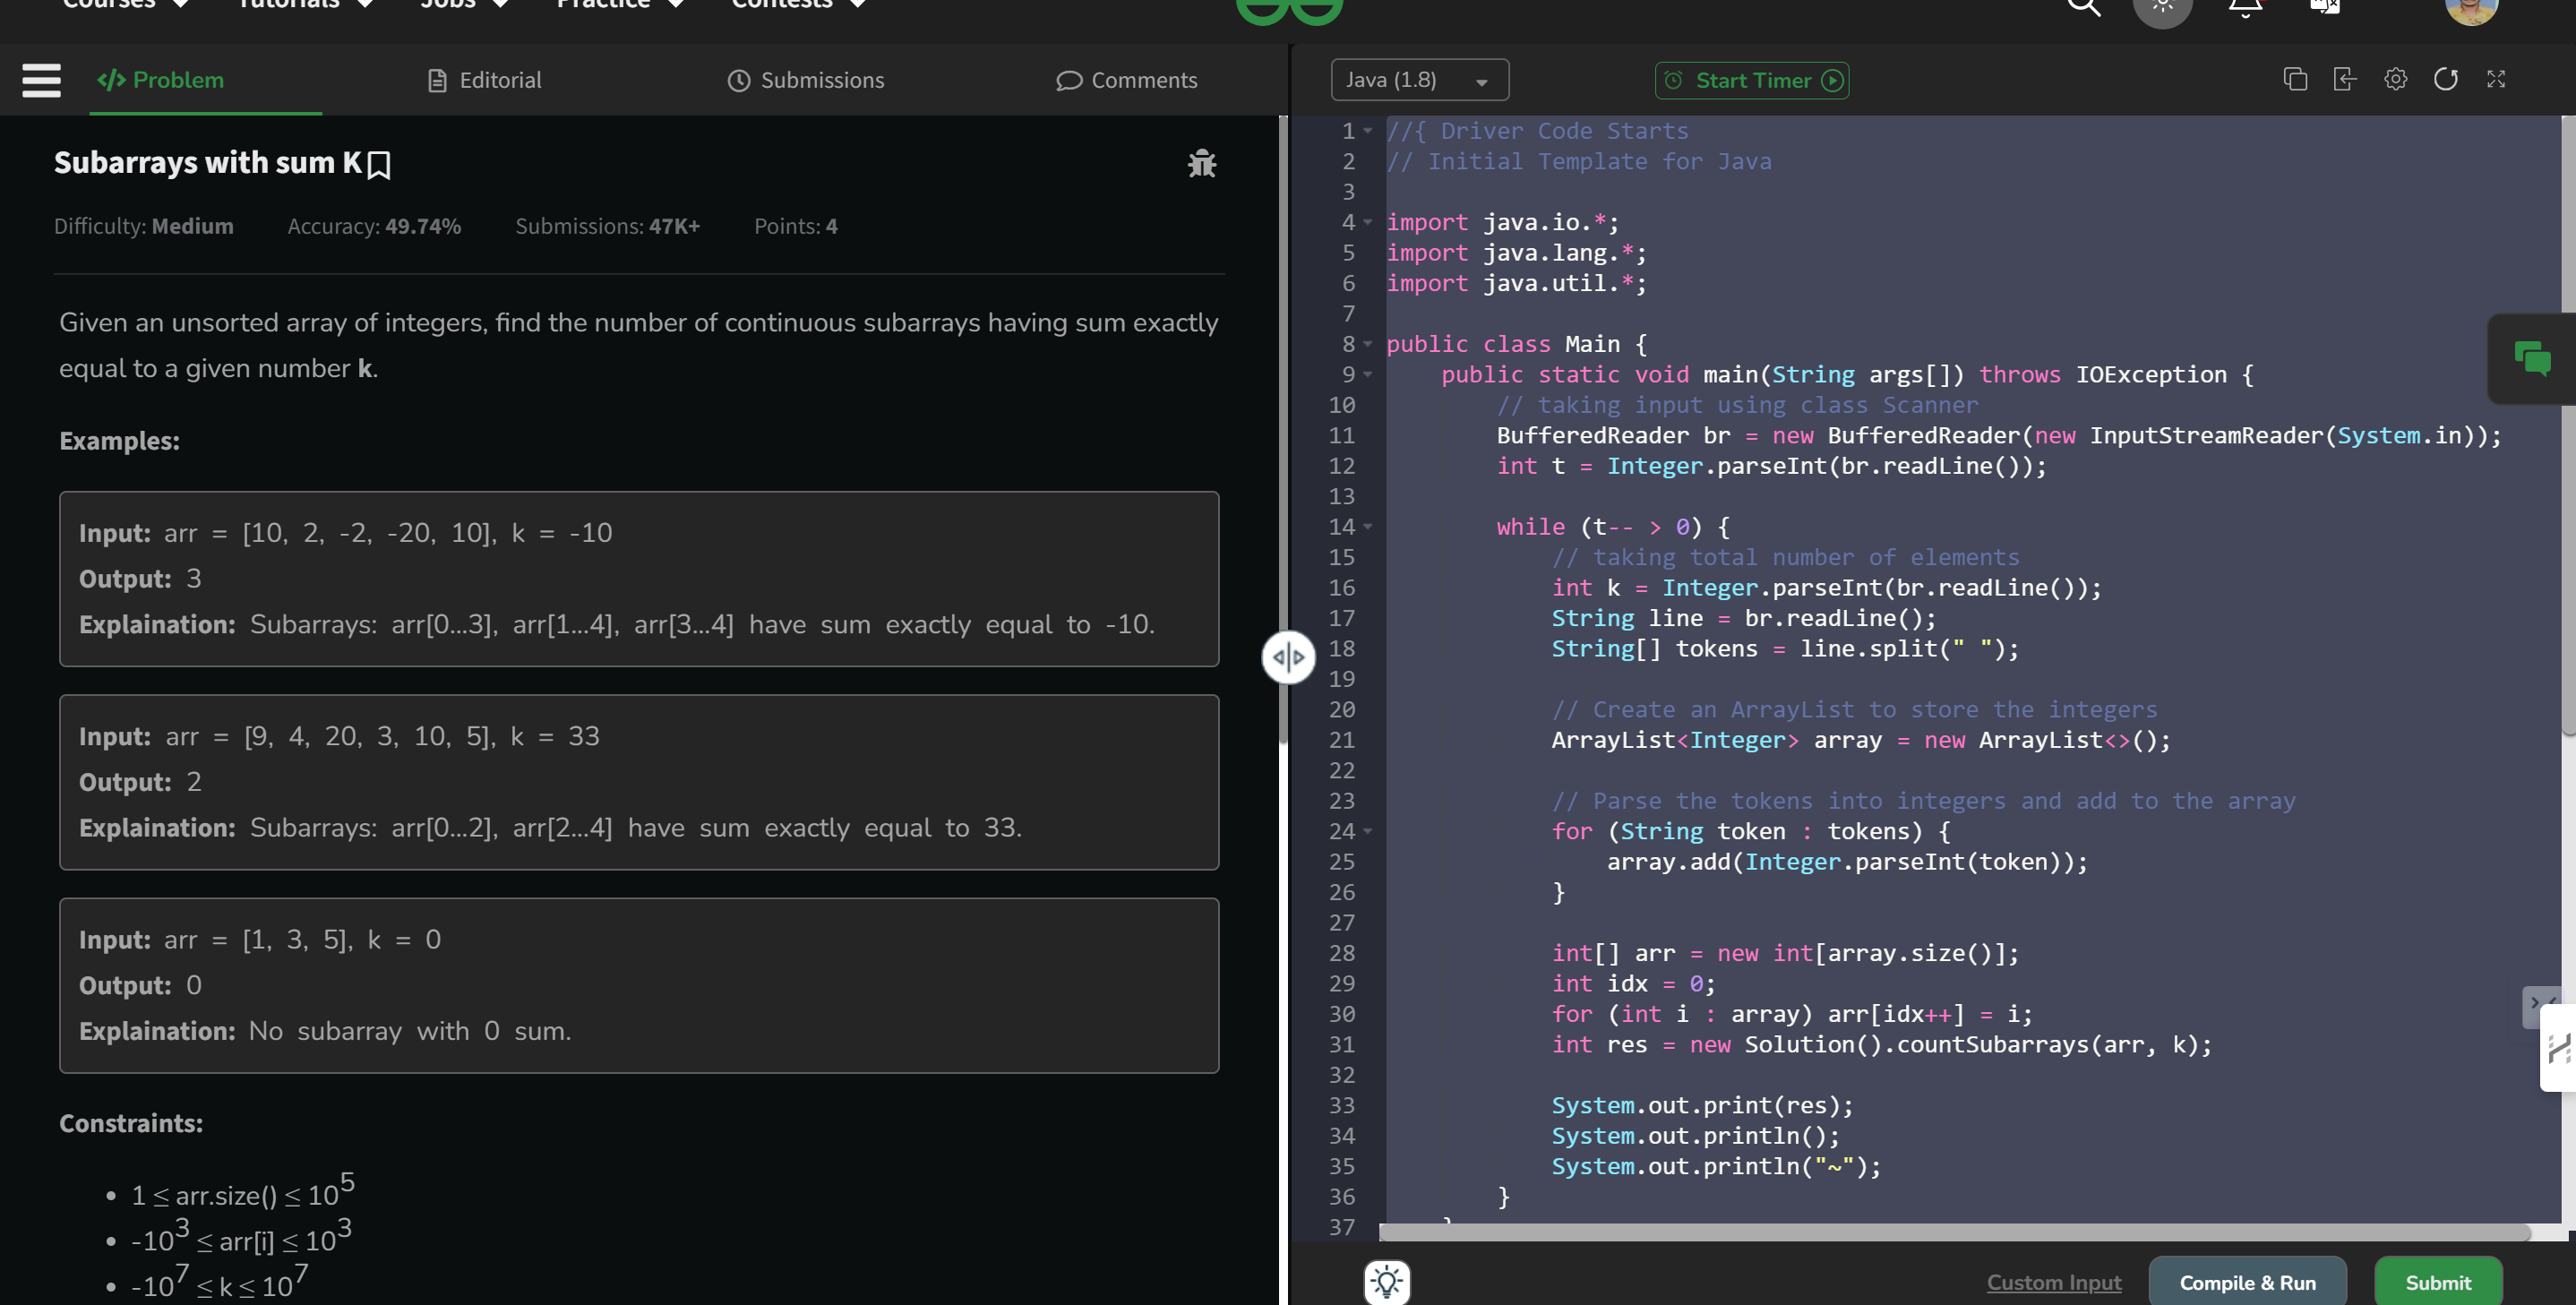 Courses
Tutorials
Jobs
Practice
Contests
Problem
Editorial
Submissions
Comments
Subarrays with sum K
Difficulty: Medium Accuracy: 49.74% Submissions: 47K+ Points: 4
Given an unsorted array of integers, find the number of continuous subarrays having sum exactly
equal to a given number k.
Examples:
Input: arr = [10, 2, -2, -20, 10], k = -10
Output: 3
Explaination: Subarrays: arr[0...3], arr[1...4], arr[3...4] have sum exactly equal to -10.
Input: arr = [9, 4, 20, 3, 10, 5], k = 33
Output: 2
Explaination: Subarrays: arr[0...2], arr[2...4] have sum exactly equal to 33.
Input: arr = [1, 3, 5], k = 0
Output: 0
Explaination: No subarray with 0 sum.
Constraints:
• 1 ≤ arr.size() ≤ 10^5
• -10^3 ≤ arr[i] ≤ 10^3
• -10^7 ≤ k ≤ 10^7
Java (1.8)
Start Timer
1 //{ Driver Code Starts
2 // Initial Template for Java
3
4 import java.io.*;
5 import java.lang.*;
6 import java.util.*;
7
8 public class Main {
9     public static void main(String args[]) throws IOException {
10         // taking input using class Scanner
11         BufferedReader br = new BufferedReader(new InputStreamReader(System.in));
12         int t = Integer.parseInt(br.readLine());
13
14         while (t-- > 0) {
15             // taking total number of elements
16             int k = Integer.parseInt(br.readLine());
17             String line = br.readLine();
18             String[] tokens = line.split(" ");
19
20             // Create an ArrayList to store the integers
21             ArrayList<Integer> array = new ArrayList<>();
22
23             // Parse the tokens into integers and add to the array
24             for (String token : tokens) {
25                 array.add(Integer.parseInt(token));
26             }
27
28             int[] arr = new int[array.size()];
29             int idx = 0;
30             for (int i : array) arr[idx++] = i;
31             int res = new Solution().countSubarrays(arr, k);
32
33             System.out.print(res);
34             System.out.println();
35             System.out.println("~");
36         }
37     }
Custom Input
Compile & Run
Submit